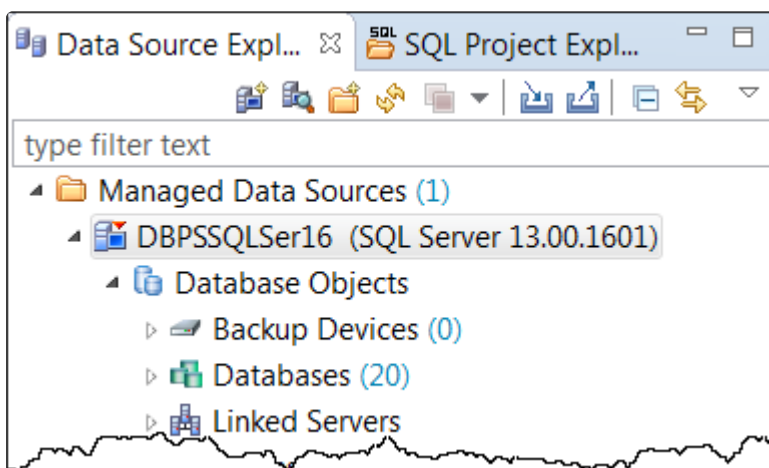 Data Source Expl... SQL SQL Project Expl...
type filter text
Managed Data Sources (1)
DBPSSQLSer16 (SQL Server 13.00.1601)
Database Objects
Backup Devices (0)
Databases (20)
Linked Servers